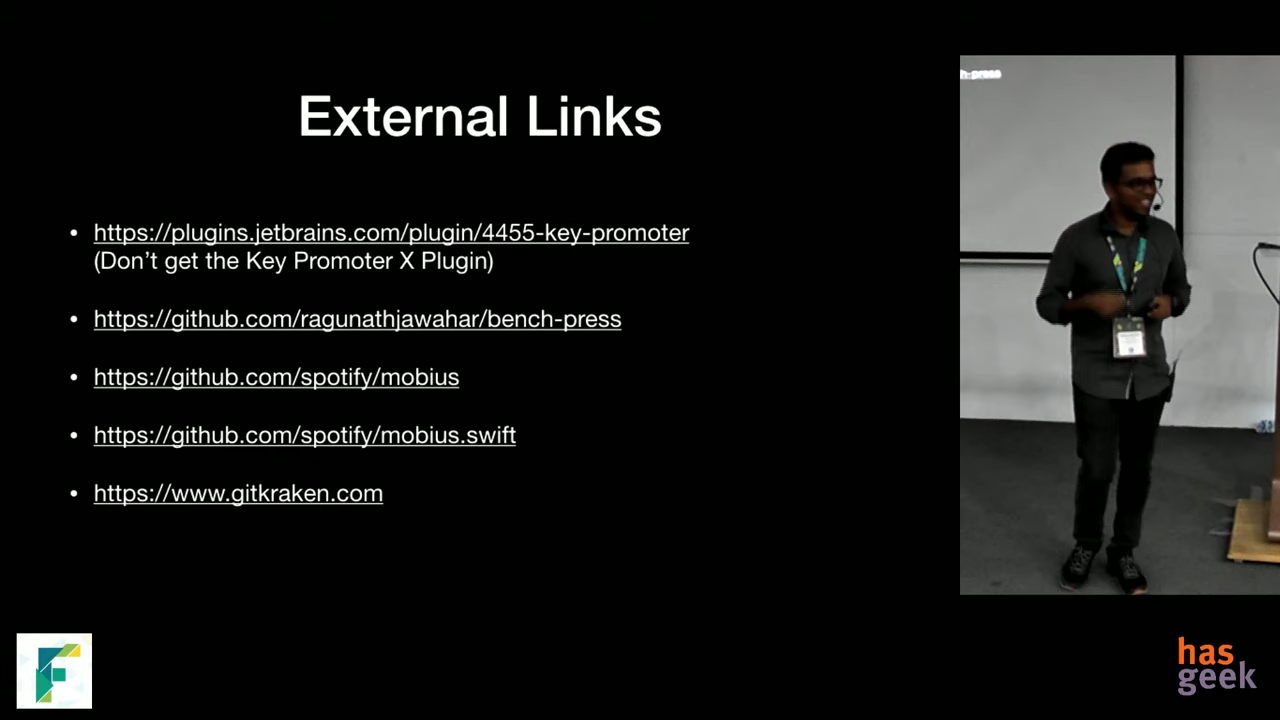 External Links
• https://plugins.jetbrains.com/plugin/4455-key-promoter
(Don’t get the Key Promoter X Plugin)
• https://github.com/ragunathjawahar/bench-press
• https://github.com/spotify/mobius
• https://github.com/spotify/mobius.swift
• https://www.gitkraken.com
h-press
F
has
geek